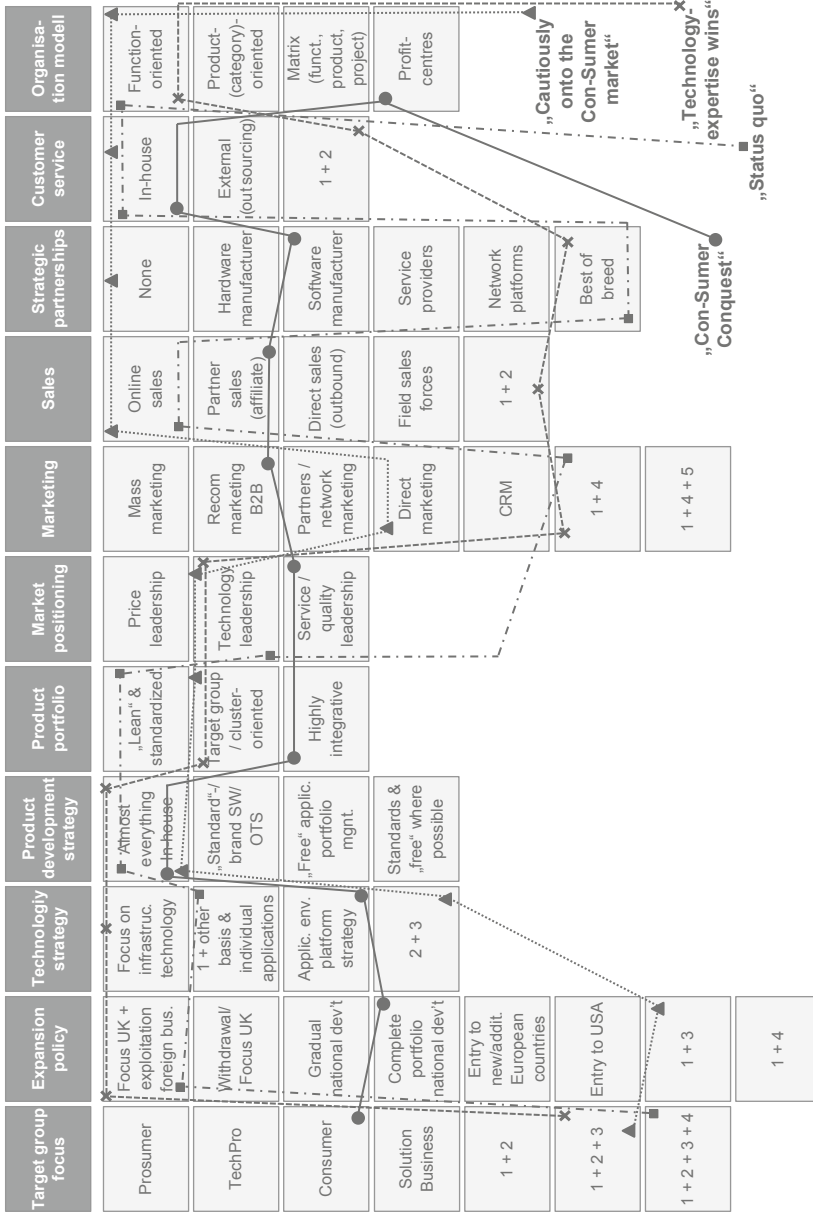 Target group
focus
Prosumer
TechPro
Consumer
Solution
Business
1 + 2
1 + 2 + 3
1 + 2 + 3 + 4
Expansion
policy
Focus UK +
exploitation
foreign bus.
Withdrawal/
Focus UK
Gradual
national dev't
Complete
portfolio
national dev't
Entry to
new/addit.
European
countries
Entry to USA
1 + 3
1 + 4
Technologiy
strategy
Focus on
infrastruc.
technology
1 + other
basis &
individual
applications
Applic. env.
platform
strategy
2 + 3
Product
development
strategy
Almost
everything
In-house
„Standard“-/
brand SW/
OTS
„Free“ applic.
portfolio
mgnt.
Standards &
„free“ where
possible
Product
portfolio
„Lean“ &
standardized
Target group
/ cluster-
oriented
Highly
integrative
Market
positioning
Price
leadership
Technology
leadership
Service /
quality
leadership
Marketing
Mass
marketing
Recom
marketing
B2B
Partners /
network
marketing
Direct
marketing
CRM
1 + 4
1 + 4 + 5
Sales
Online
sales
Partner
sales
(affiliate)
Direct sales
(outbound)
Field sales
forces
1 + 2
Strategic
partnerships
None
Hardware
manufacturer
Software
manufacturer
Service
providers
Network
platforms
Best of
breed
Customer
service
In-house
External
(out sourcing)
1 + 2
Organisa-
tion modell
Function-
oriented
Product-
(category)-
oriented
Matrix
(funct.,
product,
project)
Profit-
centres
„Con-Sumer
Conquest“
„Status quo“
„Cautiously
onto the
Con-Sumer
market“
„Technology-
expertise wins“